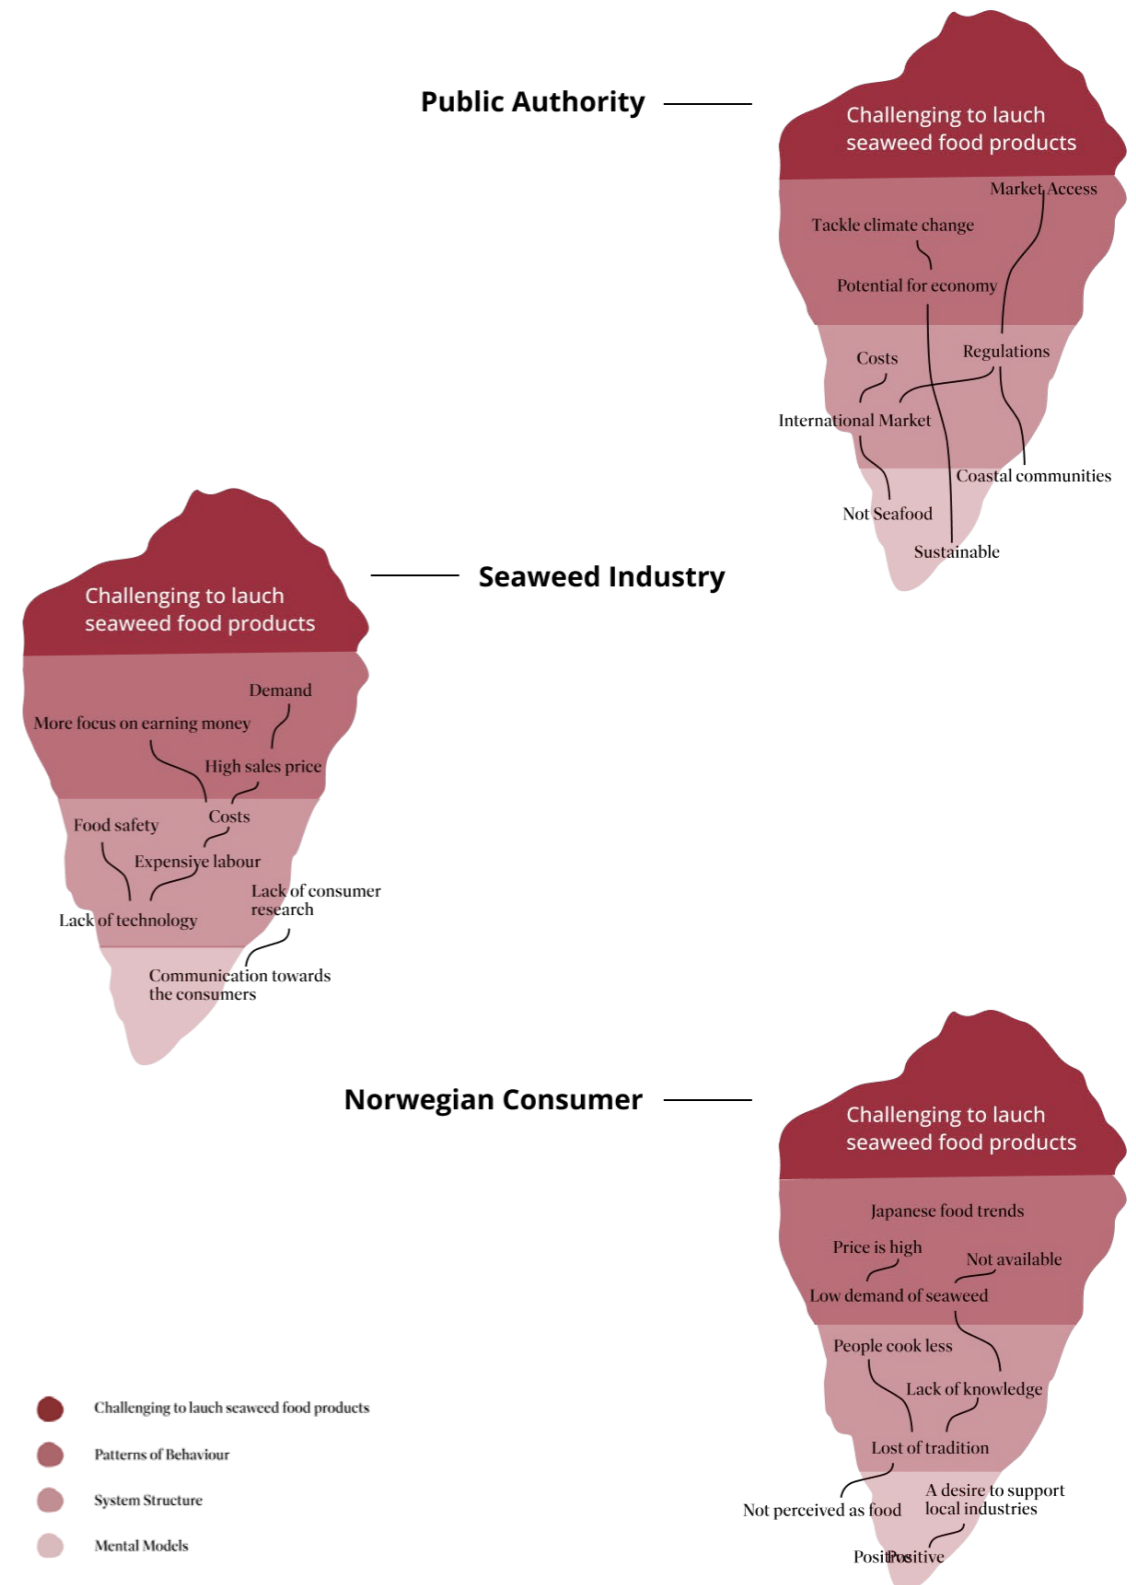 Public Authority
Challenging to lauch
seaweed food products
Market Access
Tackle climate change
Potential for economy
Costs
Regulations
International Market
Coastal communities
Not Seafood
Sustainable
Seaweed Industry
Challenging to lauch
seaweed food products
Demand
More focus on earning money
High sales price
Costs
Food safety
Expensive labour
Lack of consumer
research
Lack of technology
Communication towards
the consumers
Norwegian Consumer
Challenging to lauch
seaweed food products
Japanese food trends
Price is high
Not available
Low demand of seaweed
People cook less
Lack of knowledge
Lost of tradition
A desire to support
local industries
Not perceived as food
Positive
Positive
Challenging to lauch seaweed food products
Patterns of Behaviour
System Structure
Mental Models